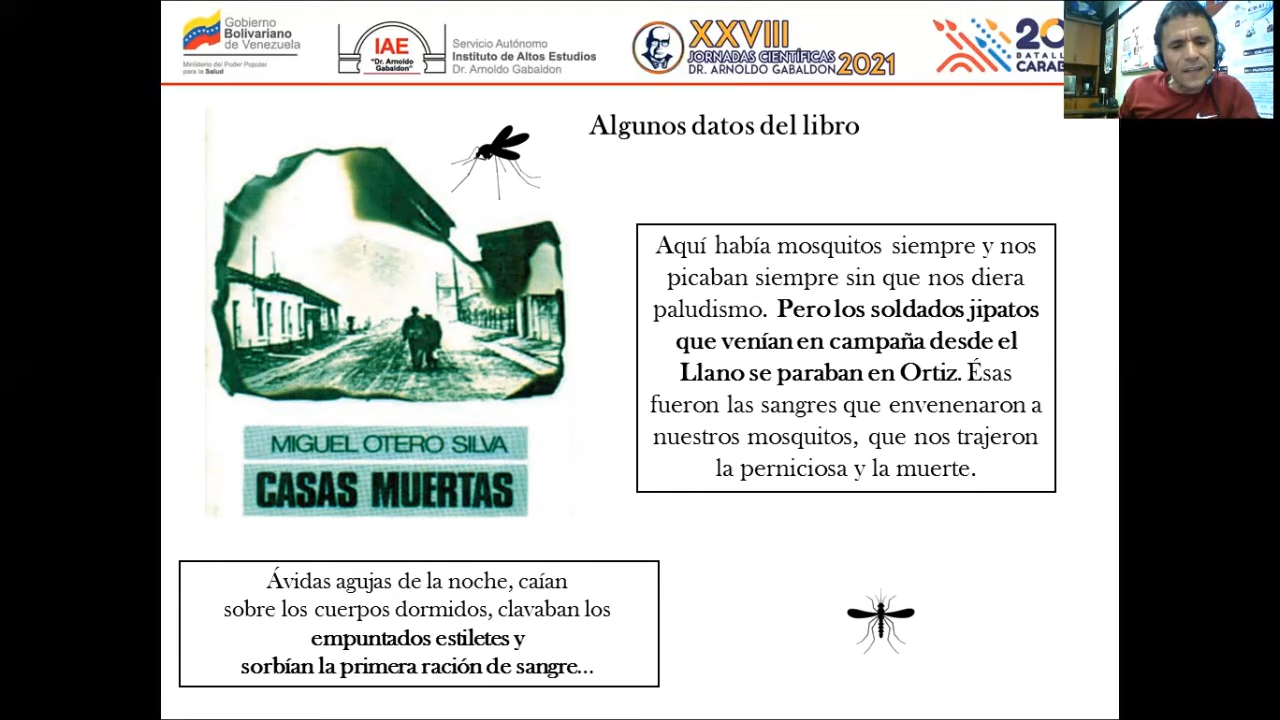 Gobierno
Bolivariano
de Venezuela
Ministerio del Poder Popular
para la Salud
IAE
"Dr. Arnoldo
Gabaldon"
Servicio Autónomo
Instituto de Altos Estudios
Dr. Arnoldo Gabaldon
XXVIII
JORNADAS CIENTÍFICAS
DR. ARNOLDO GABALDON
2021
20
BATALL
CARAB
Algunos datos del libro
Aquí había mosquitos siempre y nos
picaban siempre sin que nos diera
paludismo. Pero los soldados jipatos
que venían en campaña desde el
Llano se paraban en Ortiz. Ésas
fueron las sangres que envenenaron a
nuestros mosquitos, que nos trajeron
la perniciosa y la muerte.
MIGUEL OTERO SILVA
CASAS MUERTAS
Ávidas agujas de la noche, caían
sobre los cuerpos dormidos, clavaban los
empuntados estiletes y
sorbían la primera ración de sangre...